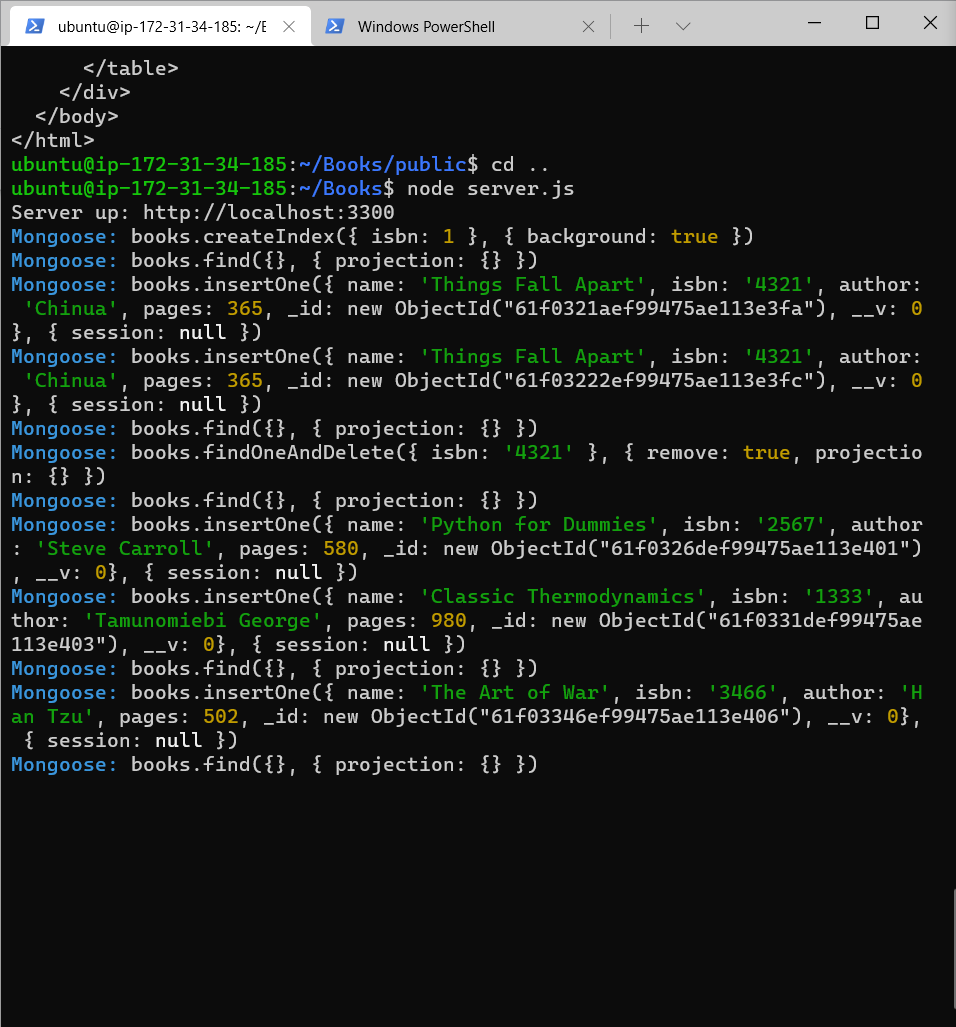 ubuntu@ip-172-31-34-185: ~/E
Windows PowerShell
</table>
</div>
</body>
</html>
ubuntu@ip-172-31-34-185:~/Books/public$ cd ..
ubuntu@ip-172-31-34-185:~/Books$ node server.js
Server up: http://localhost:3300
Mongoose: books.createIndex({ isbn: 1 }, { background: true })
Mongoose: books.find({}, { projection: {} })
Mongoose: books.insertOne({ name: 'Things Fall Apart', isbn: '4321', author:
'Chinua', pages: 365, _id: new ObjectId("61f0321aef99475ae113e3fa"), __v: 0
}, { session: null })
Mongoose: books.insertOne({ name: 'Things Fall Apart', isbn: '4321', author:
'Chinua', pages: 365, _id: new ObjectId("61f03222ef99475ae113e3fc"), __v: 0
}, { session: null })
Mongoose: books.find({}, { projection: {} })
Mongoose: books.findOneAndDelete({ isbn: '4321' }, { remove: true, projectio
n: {} })
Mongoose: books.find({}, { projection: {} })
Mongoose: books.insertOne({ name: 'Python for Dummies', isbn: '2567', author
: 'Steve Carroll', pages: 580, _id: new ObjectId("61f0326def99475ae113e401")
, __v: 0}, { session: null })
Mongoose: books.insertOne({ name: 'Classic Thermodynamics', isbn: '1333', au
thor: 'Tamunomiebi George', pages: 980, _id: new ObjectId("61f0331def99475ae
113e403"), __v: 0}, { session: null })
Mongoose: books.find({}, { projection: {} })
Mongoose: books.insertOne({ name: 'The Art of War', isbn: '3466', author: 'H
an Tzu', pages: 502, _id: new ObjectId("61f03346ef99475ae113e406"), __v: 0},
{ session: null })
Mongoose: books.find({}, { projection: {} })